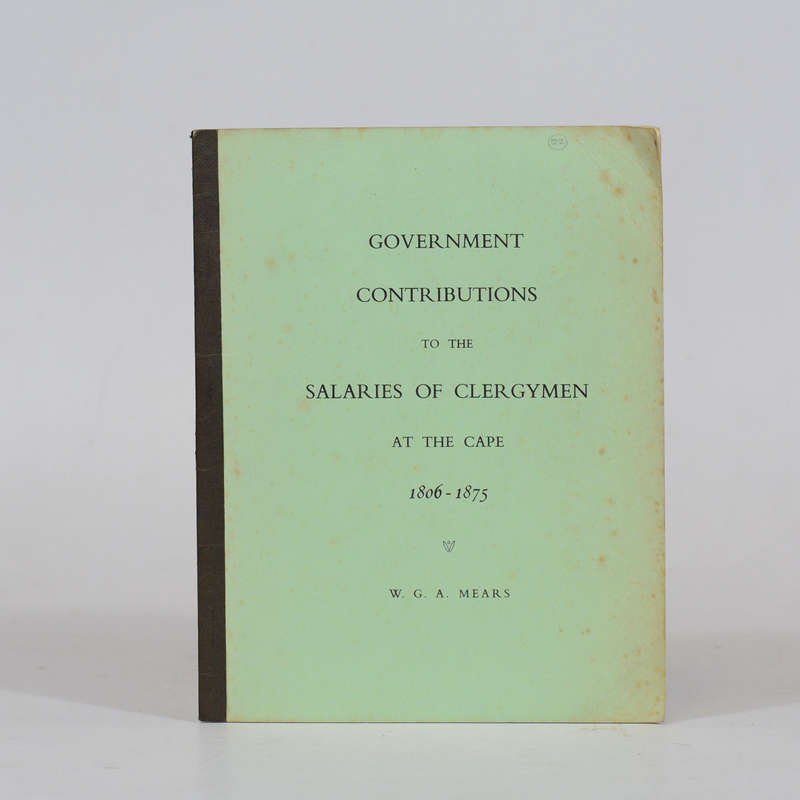 GOVERNMENT
CONTRIBUTIONS
TO THE
SALARIES OF CLERGYMEN
AT THE CAPE
1806-1875
W. G. A. MEARS